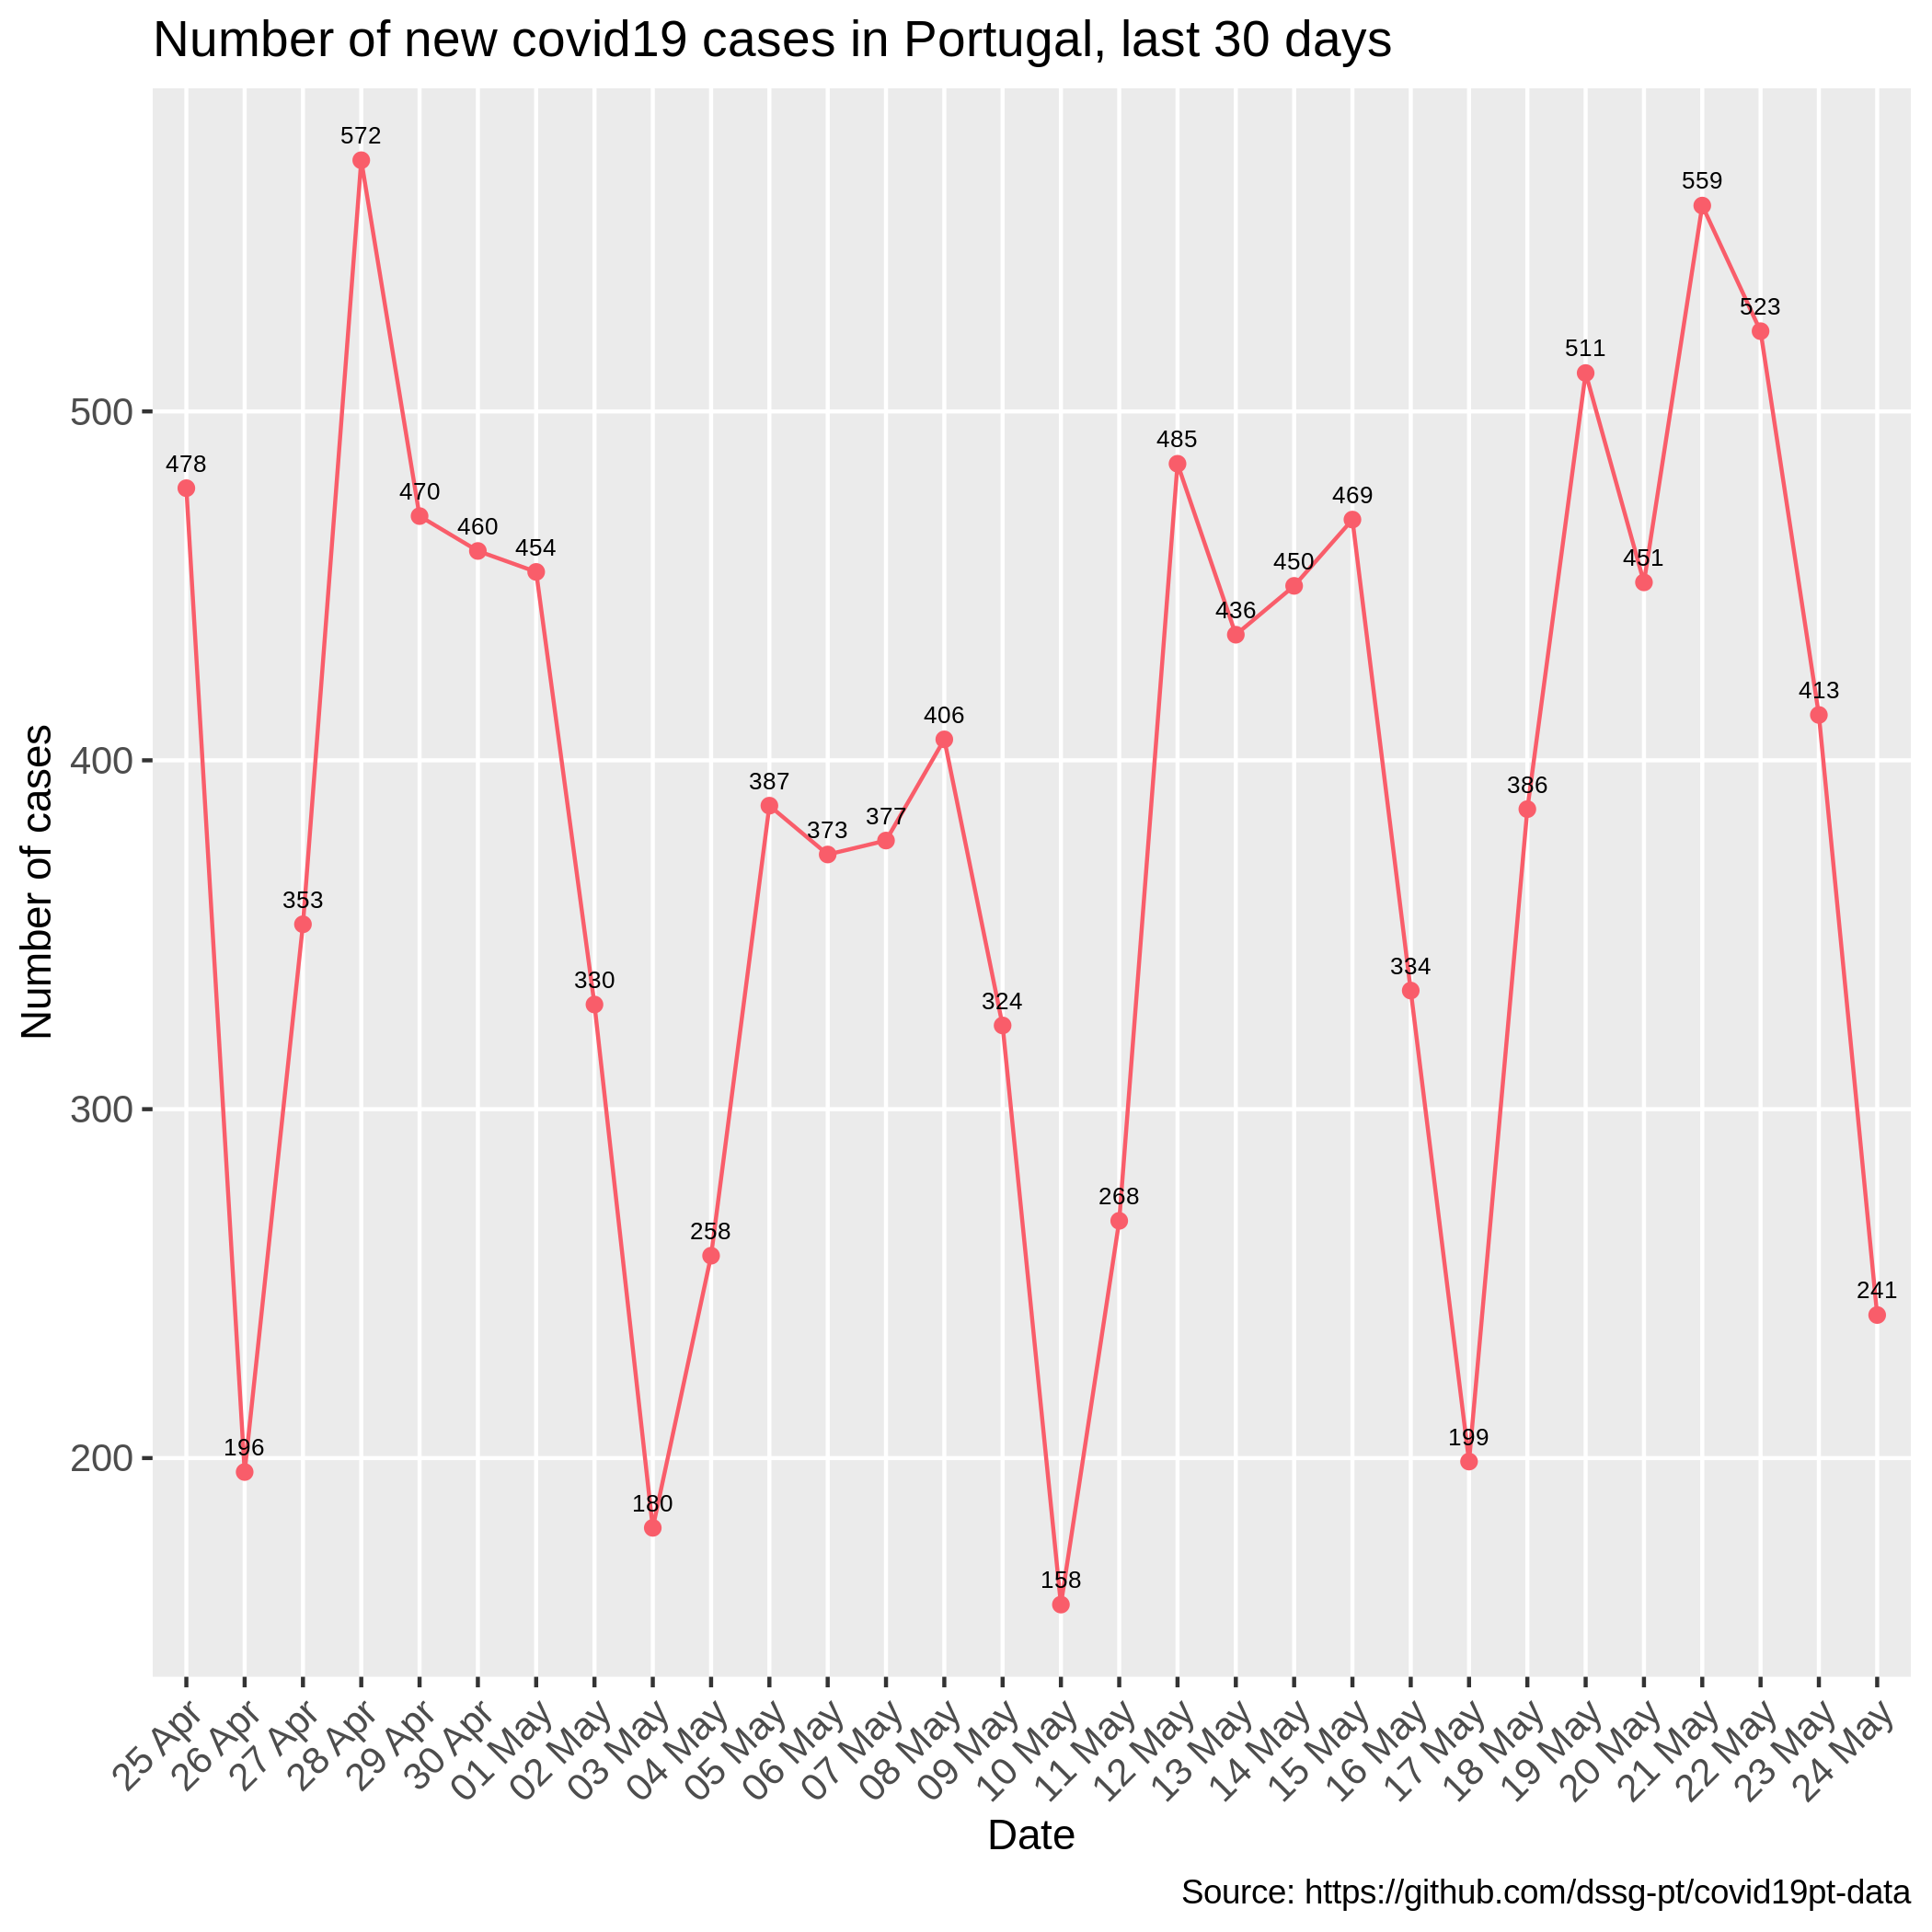 Number of new covid19 cases in Portugal, last 30 days
572
559
523
511
500
485
478
470
469
460
454
451
450
436
413
406
400
387
386
377
373
353
334
330
324
300
268
258
241
200
199
196
180
158
Number of cases
25 Apr
26 Apr
27 Apr
28 Apr
29 Apr
30 Apr
01 May
02 May
03 May
04 May
05 May
06 May
07 May
08 May
09 May
10 May
11 May
12 May
13 May
14 May
15 May
16 May
17 May
18 May
19 May
20 May
21 May
22 May
23 May
24 May
Date
Source: https://github.com/dssg-pt/covid19pt-data